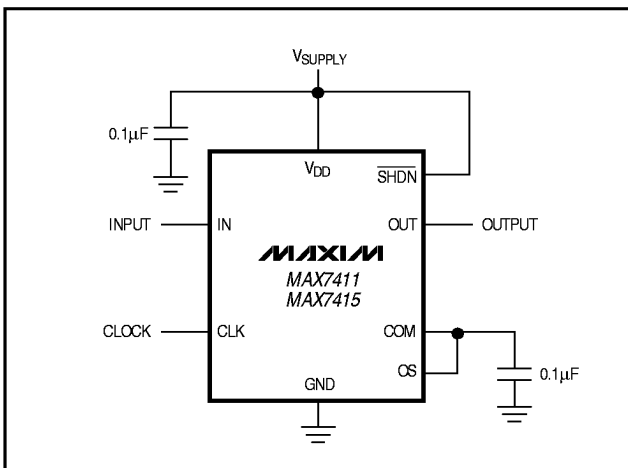 VSUPPLY
0.1µF
VDD
SHDN
INPUT
IN
OUT
OUTPUT
MAXIM
MAX7411
MAX7415
CLOCK
CLK
COM
OS
0.1µF
GND